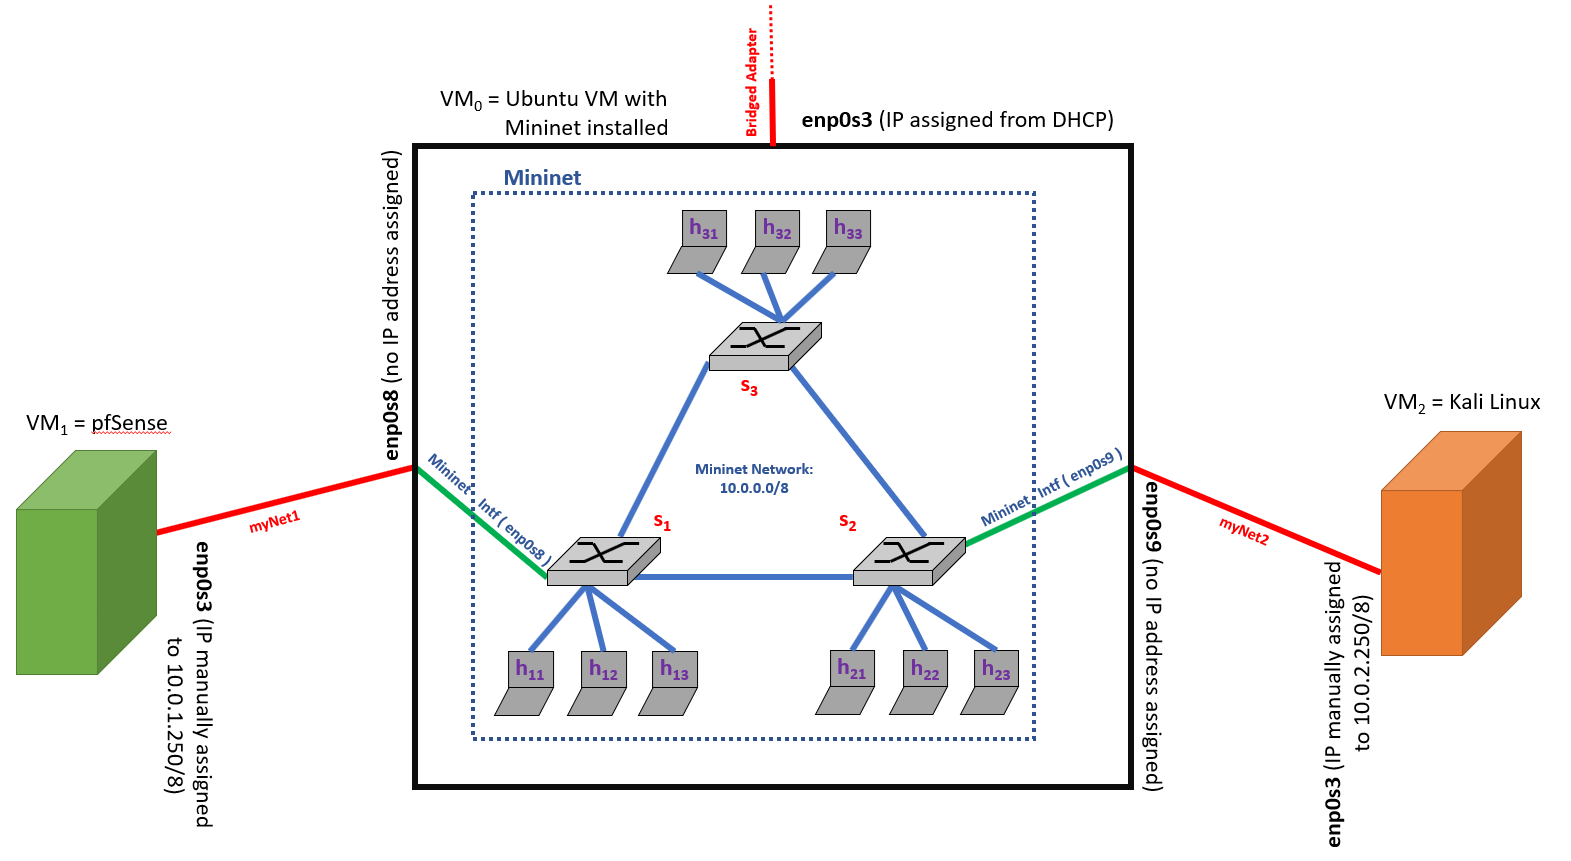 Bridged Adapter
VM0 = Ubuntu VM with
Mininet installed
enp0s3 (IP assigned from DHCP)
enp0s8 (no IP address assigned)
Mininet
h31
h32
h33
S3
VM1 = pfSense
VM2 = Kali Linux
Mininet Network:
10.0.0.0/8
Mininet - Intf ( enp0s8 )
Mininet - Intf ( enp0s9 )
myNet1
myNet2
S1
S2
enp0s3 (IP manually assigned
to 10.0.1.250/8)
enp0s9 (no IP address assigned)
enp0s3 (IP manually assigned
to 10.0.2.250/8)
h11
h12
h13
h21
h22
h23